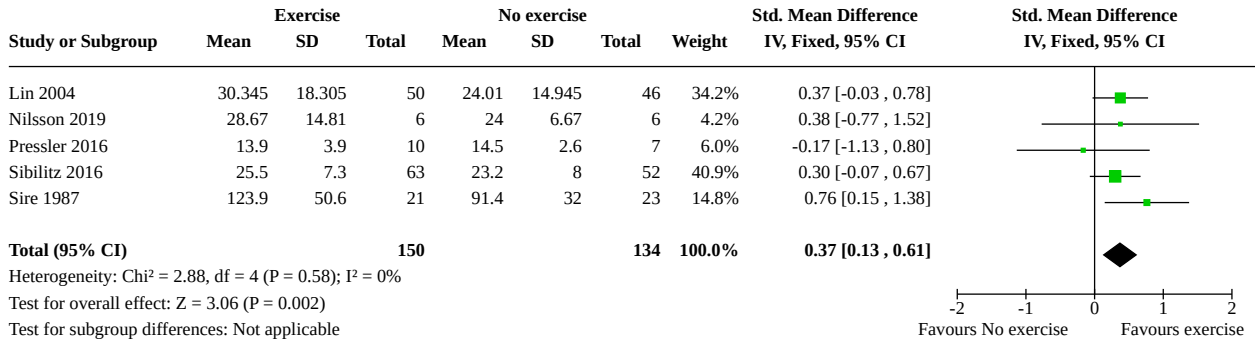 Exercise No exercise Std. Mean Difference Std. Mean Difference
Study or Subgroup Mean SD Total Mean SD Total Weight IV, Fixed, 95% CI IV, Fixed, 95% CI
Lin 2004 30.345 18.305 50 24.01 14.945 46 34.2% 0.37 [-0.03 , 0.78]
Nilsson 2019 28.67 14.81 6 24 6.67 6 4.2% 0.38 [-0.77 , 1.52]
Pressler 2016 13.9 3.9 10 14.5 2.6 7 6.0% -0.17 [-1.13 , 0.80]
Sibilitz 2016 25.5 7.3 63 23.2 8 52 40.9% 0.30 [-0.07 , 0.67]
Sire 1987 123.9 50.6 21 91.4 32 23 14.8% 0.76 [0.15 , 1.38]
Total (95% CI) 150 134 100.0% 0.37 [0.13 , 0.61]
Heterogeneity: Chi² = 2.88, df = 4 (P = 0.58); I² = 0%
Test for overall effect: Z = 3.06 (P = 0.002)
Test for subgroup differences: Not applicable
-2 -1 0 1 2
Favours No exercise Favours exercise